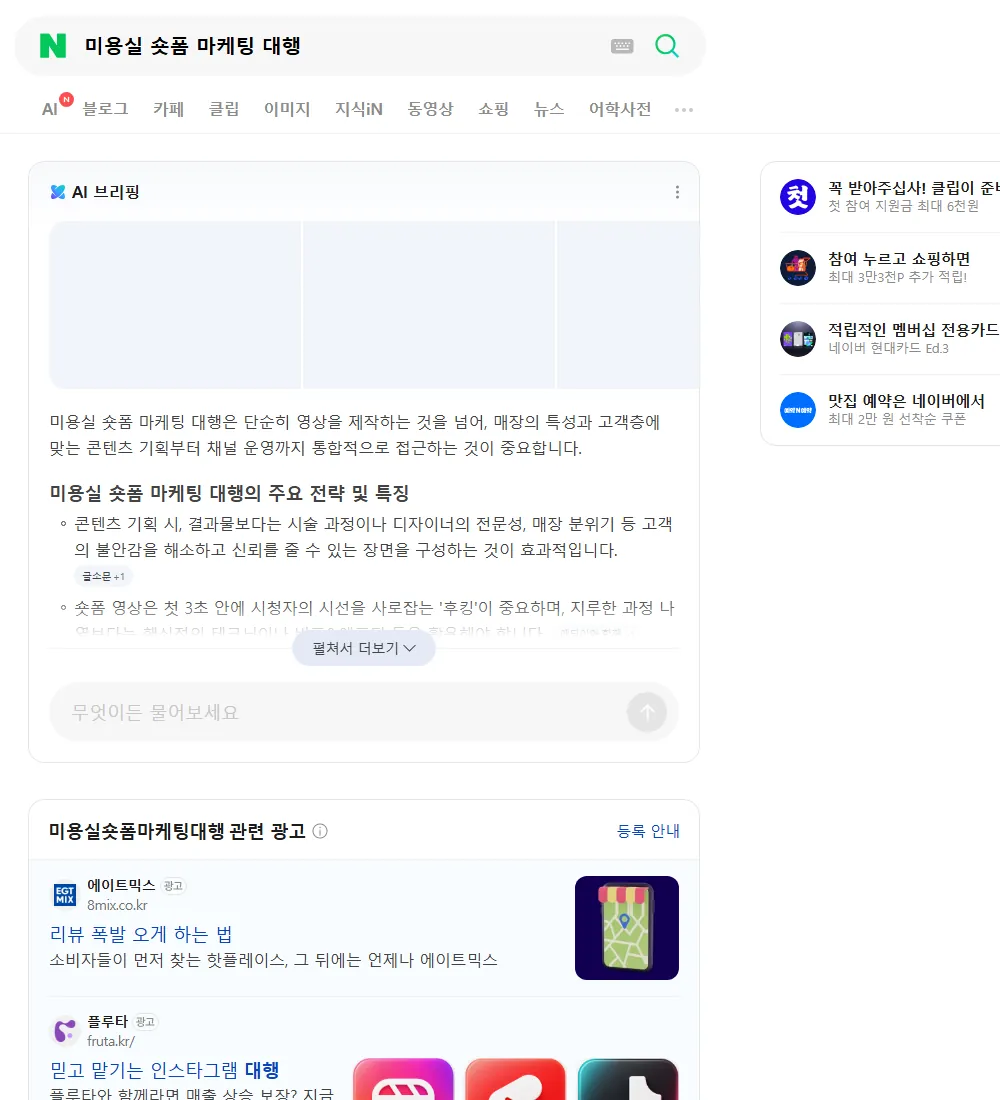 미용실 숏폼 마케팅 대행
AI N 블로그 카페 클립 이미지 지식iN 동영상 쇼핑 뉴스 어학사전
AI 브리핑
미용실 숏폼 마케팅 대행은 단순히 영상을 제작하는 것을 넘어, 매장의 특성과 고객층에
맞는 콘텐츠 기획부터 채널 운영까지 통합적으로 접근하는 것이 중요합니다.
미용실 숏폼 마케팅 대행의 주요 전략 및 특징
콘텐츠 기획 시, 결과물보다는 시술 과정이나 디자이너의 전문성, 매장 분위기 등 고객
의 불안감을 해소하고 신뢰를 줄 수 있는 장면을 구성하는 것이 효과적입니다.
글소문 +1
숏폼 영상은 첫 3초 안에 시청자의 시선을 사로잡는 '후킹'이 중요하며, 지루한 과정 나
펼쳐서 더보기
무엇이든 물어보세요
미용실숏폼마케팅대행 관련 광고
등록 안내
EGT
MIX
에이트믹스 광고
8mix.co.kr
리뷰 폭발 오게 하는 법
소비자들이 먼저 찾는 핫플레이스, 그 뒤에는 언제나 에이트믹스
플루타 광고
fruta.kr/
믿고 맡기는 인스타그램 대행
플루타와 함께라면 매출 상승 보장? 지금
첫
꼭 받아주십사! 클립이 준
첫 참여 지원금 최대 6천원
참여 누르고 쇼핑하면
최대 3만3천P 추가 적립!
적립적인 멤버십 전용카드
네이버 현대카드 Ed.3
맛집 예약은 네이버에서
최대 2만 원 선착순 쿠폰